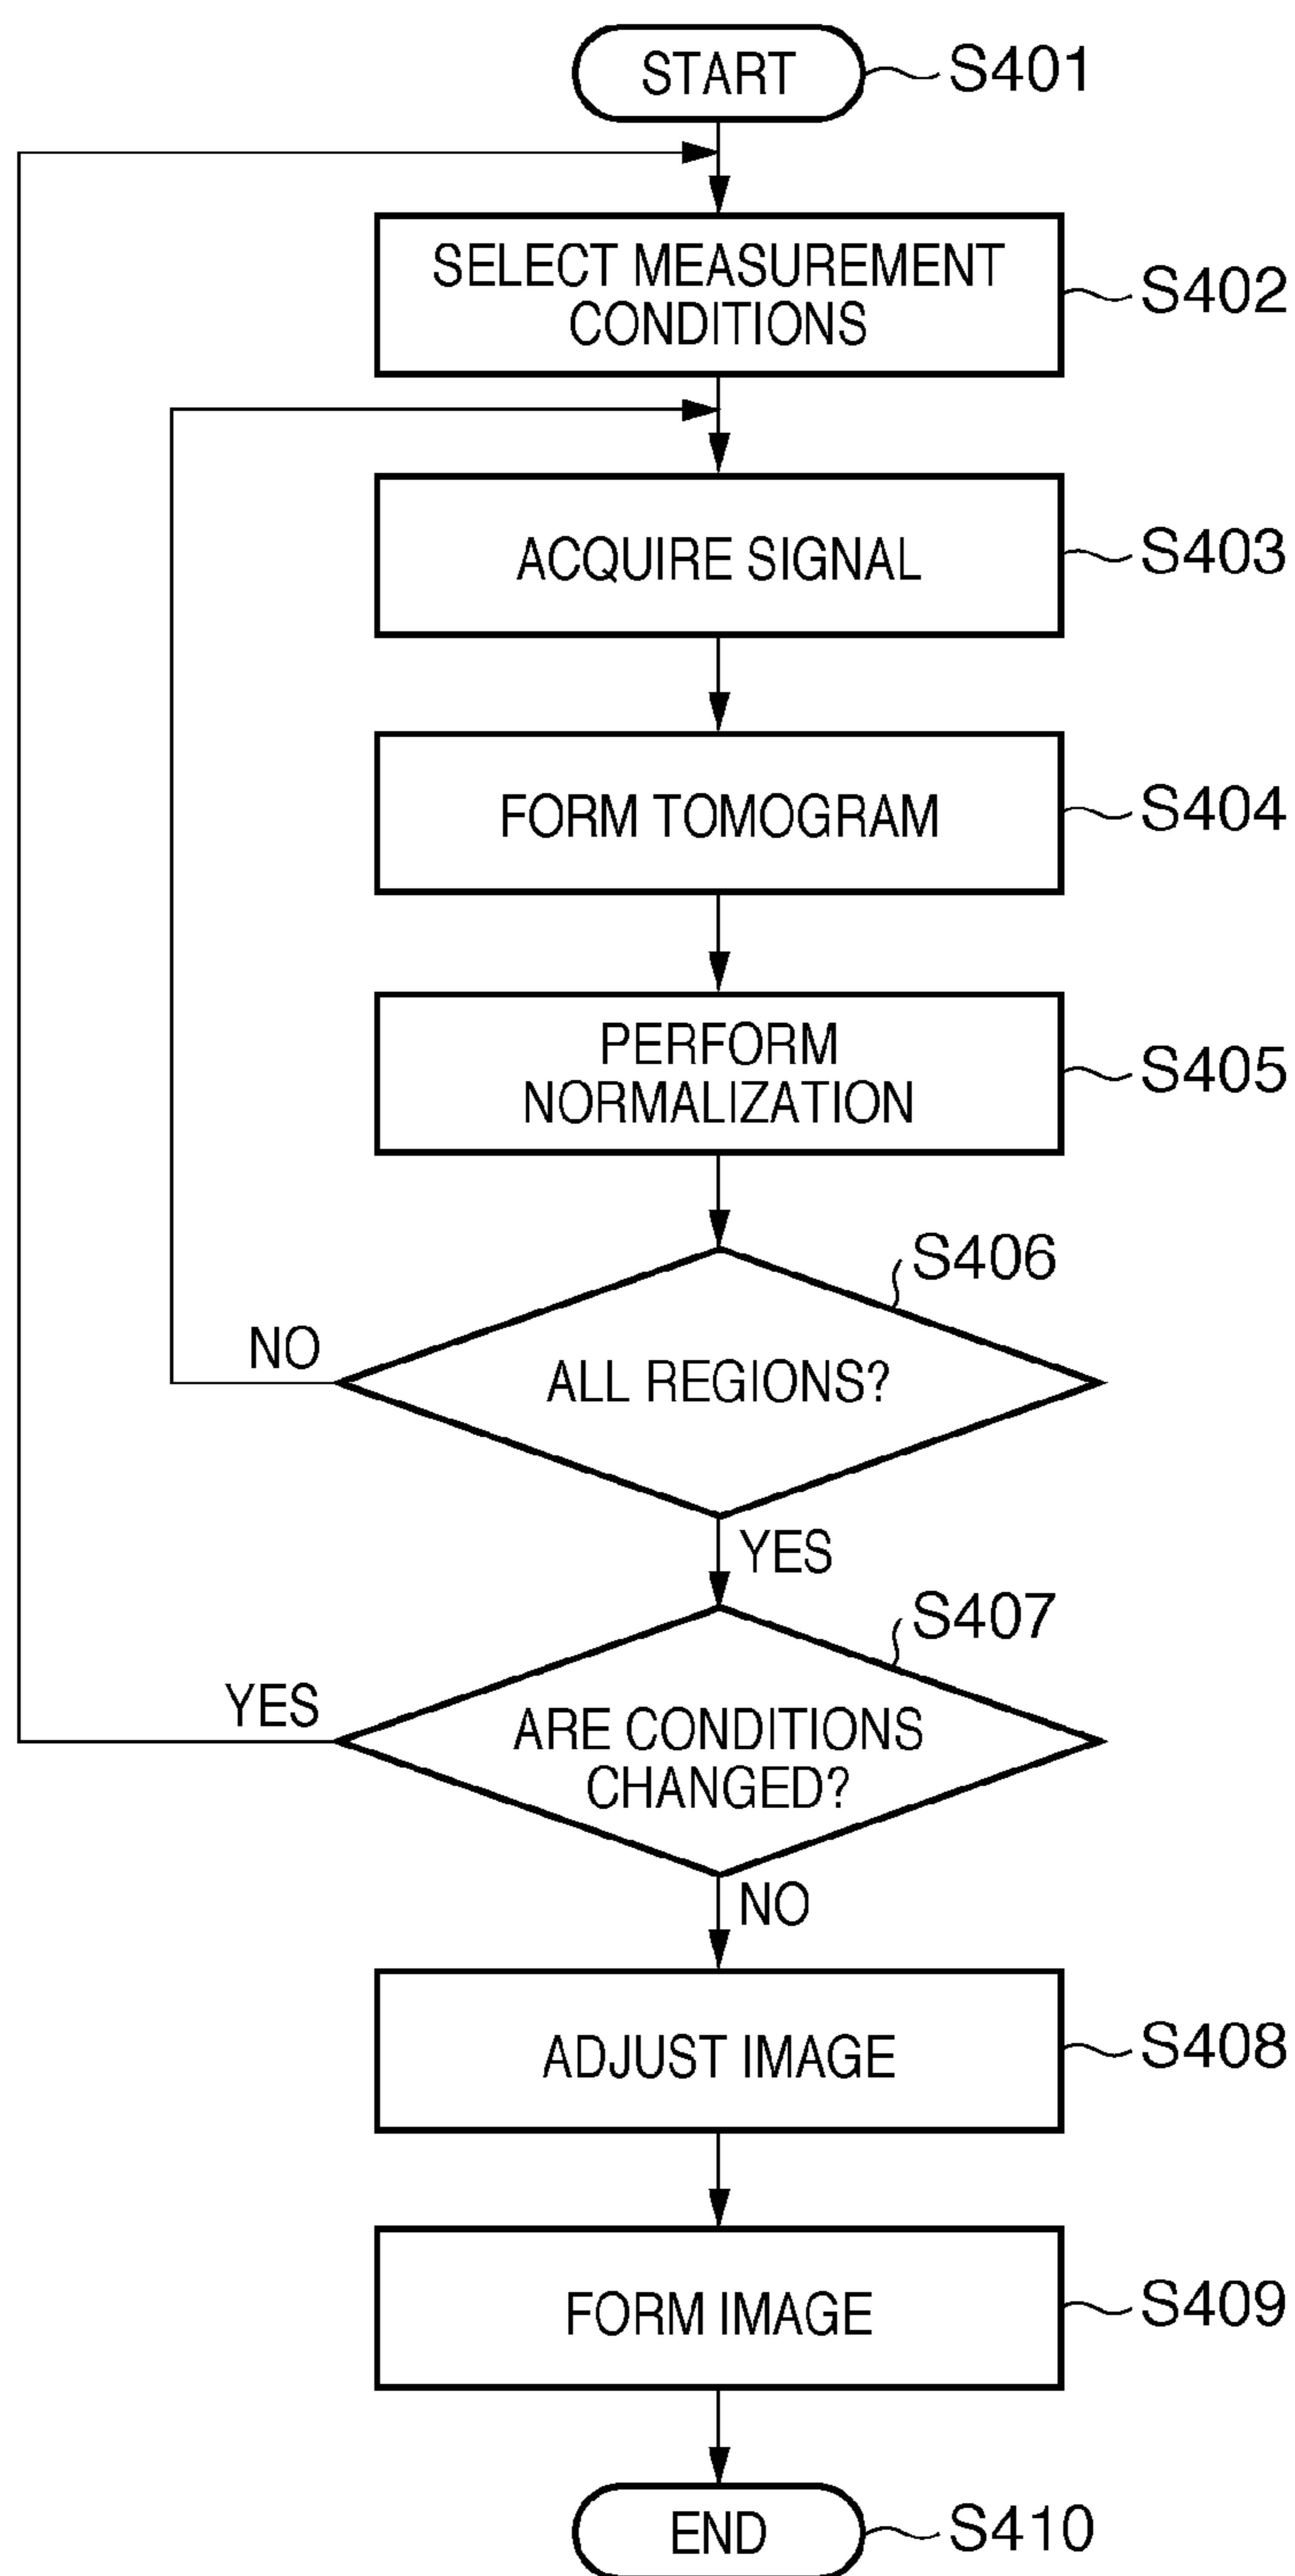 START
S401
SELECT MEASUREMENT
CONDITIONS
S402
ACQUIRE SIGNAL
S403
FORM TOMOGRAM
S404
PERFORM
NORMALIZATION
S405
S406
ALL REGIONS?
NO
YES
S407
ARE CONDITIONS
CHANGED?
YES
NO
ADJUST IMAGE
S408
FORM IMAGE
S409
END
S410